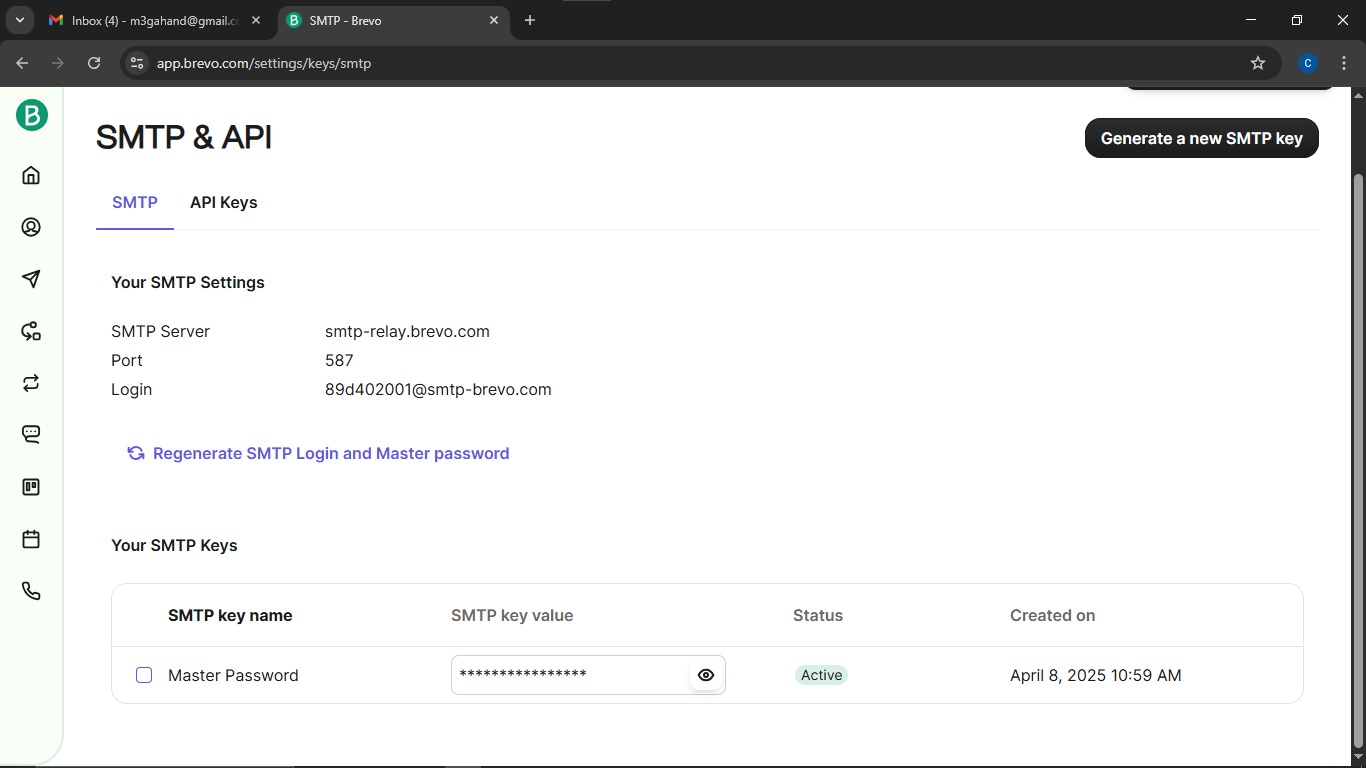 Inbox (4) - m3gahand@gmail.c
SMTP - Brevo
app.brevo.com/settings/keys/smtp
C
B
SMTP & API
Generate a new SMTP key
SMTP
API Keys
Your SMTP Settings
SMTP Server smtp-relay.brevo.com
Port 587
Login 89d402001@smtp-brevo.com
Regenerate SMTP Login and Master password
Your SMTP Keys
SMTP key name SMTP key value Status Created on
Master Password **************** Active April 8, 2025 10:59 AM